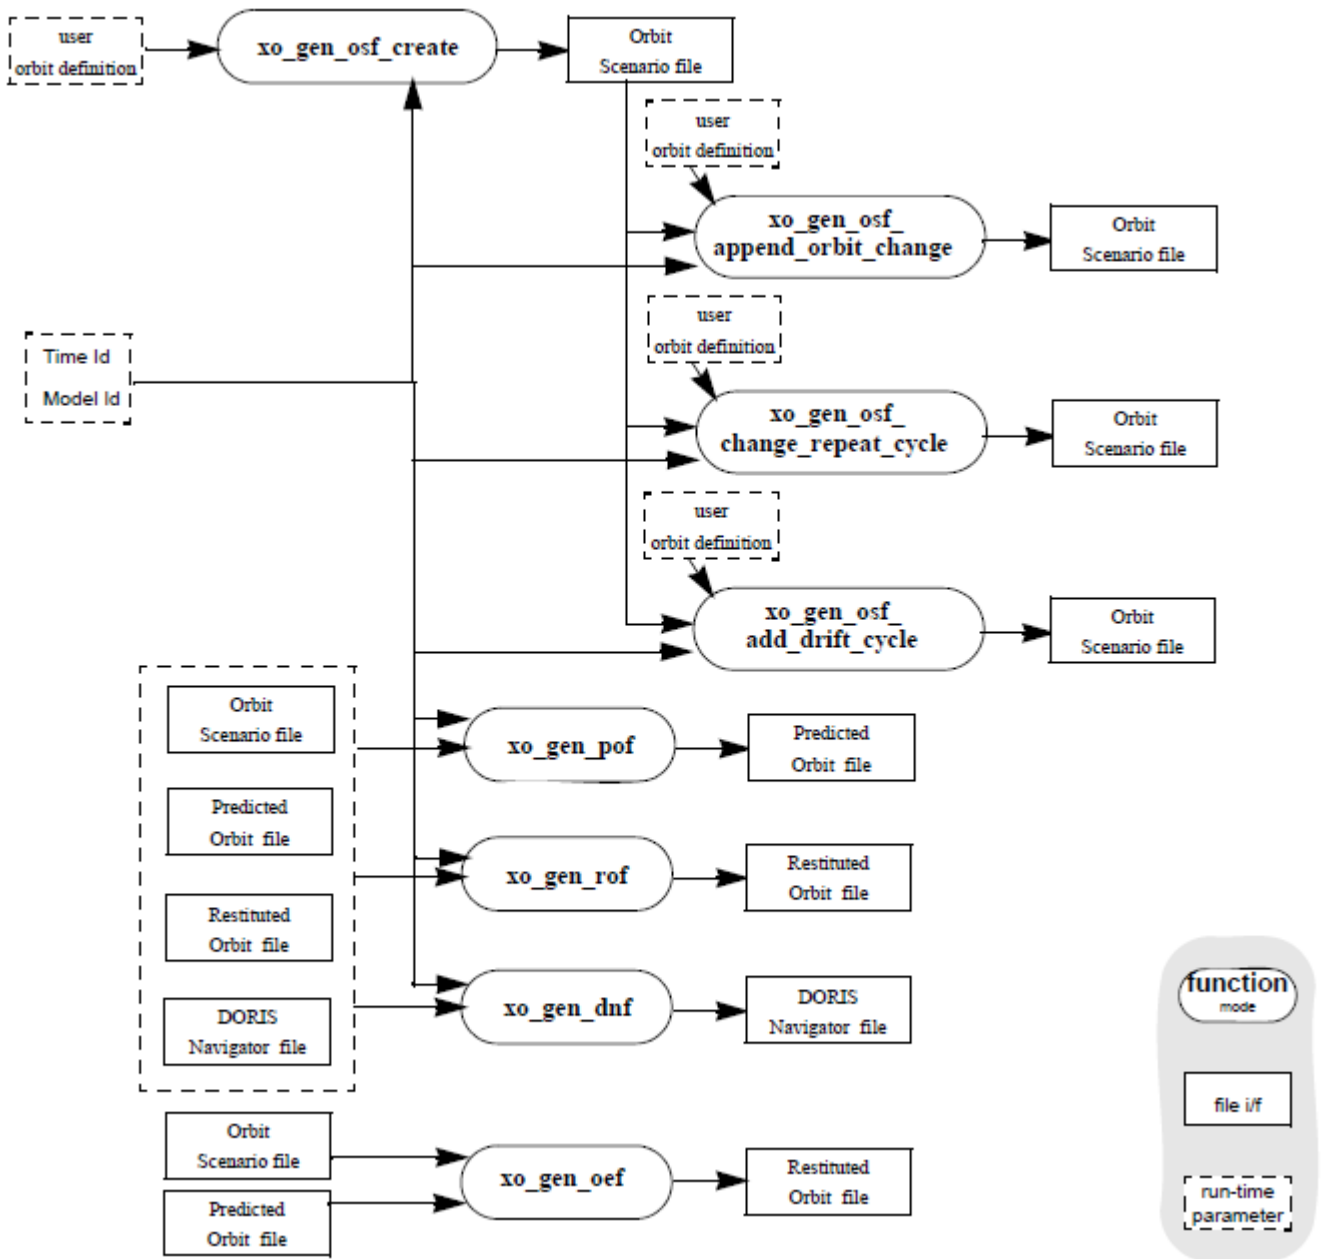 user
orbit definition
xo_gen_osf_create
Orbit
Scenario file
user
orbit definition
xo_gen_osf_
append_orbit_change
Orbit
Scenario file
user
orbit definition
Time Id
Model Id
xo_gen_osf_
change_repeat_cycle
Orbit
Scenario file
user
orbit definition
xo_gen_osf_
add_drift_cycle
Orbit
Scenario file
Orbit
Scenario file
xo_gen_pof
Predicted
Orbit file
Predicted
Orbit file
xo_gen_rof
Restituted
Orbit file
Restituted
Orbit file
DORIS
Navigator file
xo_gen_dnf
DORIS
Navigator file
Orbit
Scenario file
Predicted
Orbit file
xo_gen_oef
Restituted
Orbit file
function
mode
file i/f
run-time
parameter